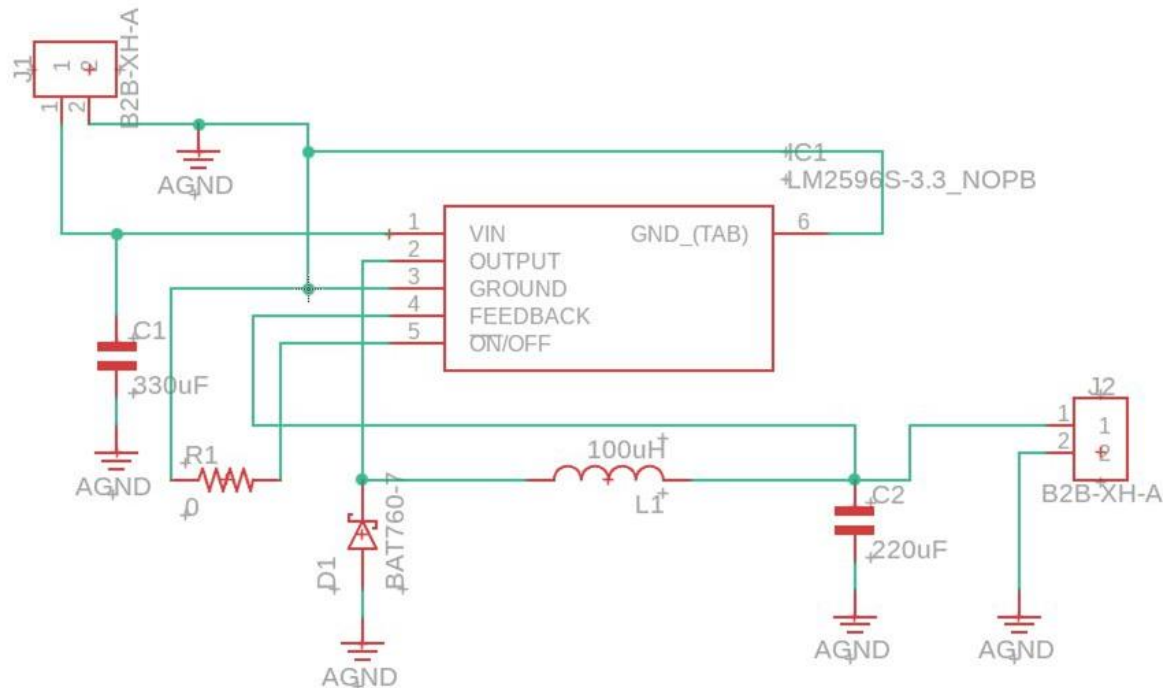 J1
1
2
B2B-XH-A
1
2
AGND
IC1
LM2596S-3.3_NOPB
1
VIN
GND_(TAB)
6
2
OUTPUT
3
GROUND
4
FEEDBACK
5
ON/OFF
C1
330uF
AGND
R1
0
100uH
L1
D1
BAT760-7
AGND
C2
220uF
AGND
J2
1
1
2
2
B2B-XH-A
AGND